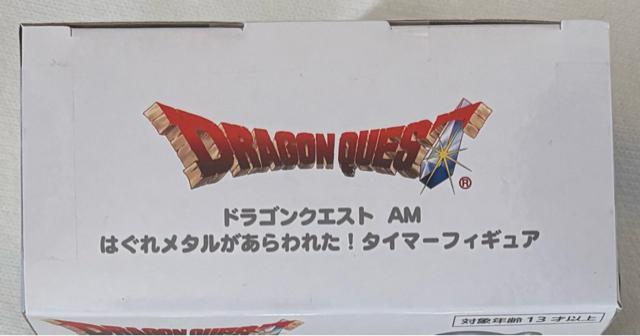 DRAGON QUEST
®
ドラゴンクエスト AM
はぐれメタルがあらわれた！タイマーフィギュア
対象年齢13才以上